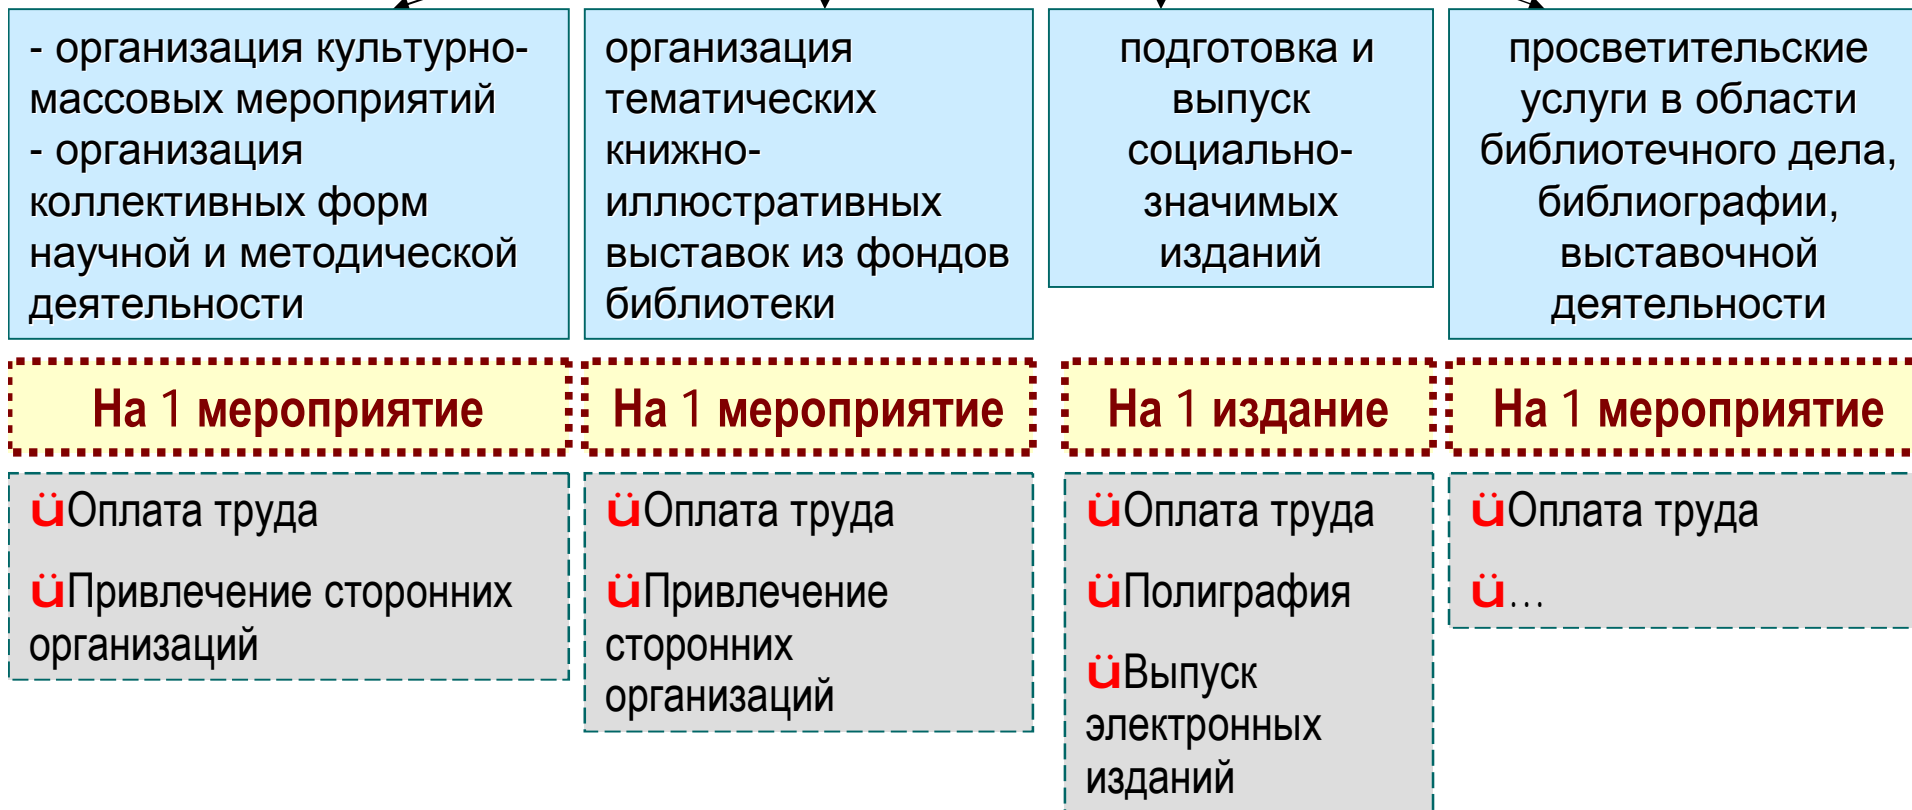 - организация культурно-
массовых мероприятий
- организация
коллективных форм
научной и методической
деятельности
организация
тематических
книжно-
иллюстративных
выставок из фондов
библиотеки
подготовка и
выпуск
социально-
значимых
изданий
просветительские
услуги в области
библиотечного дела,
библиографии,
выставочной
деятельности
На 1 мероприятие
На 1 мероприятие
На 1 издание
На 1 мероприятие
üОплата труда
üПривлечение сторонних
организаций
üОплата труда
üПривлечение
сторонних
организаций
üОплата труда
üПолиграфия
üВыпуск
электронных
изданий
üОплата труда
ü...